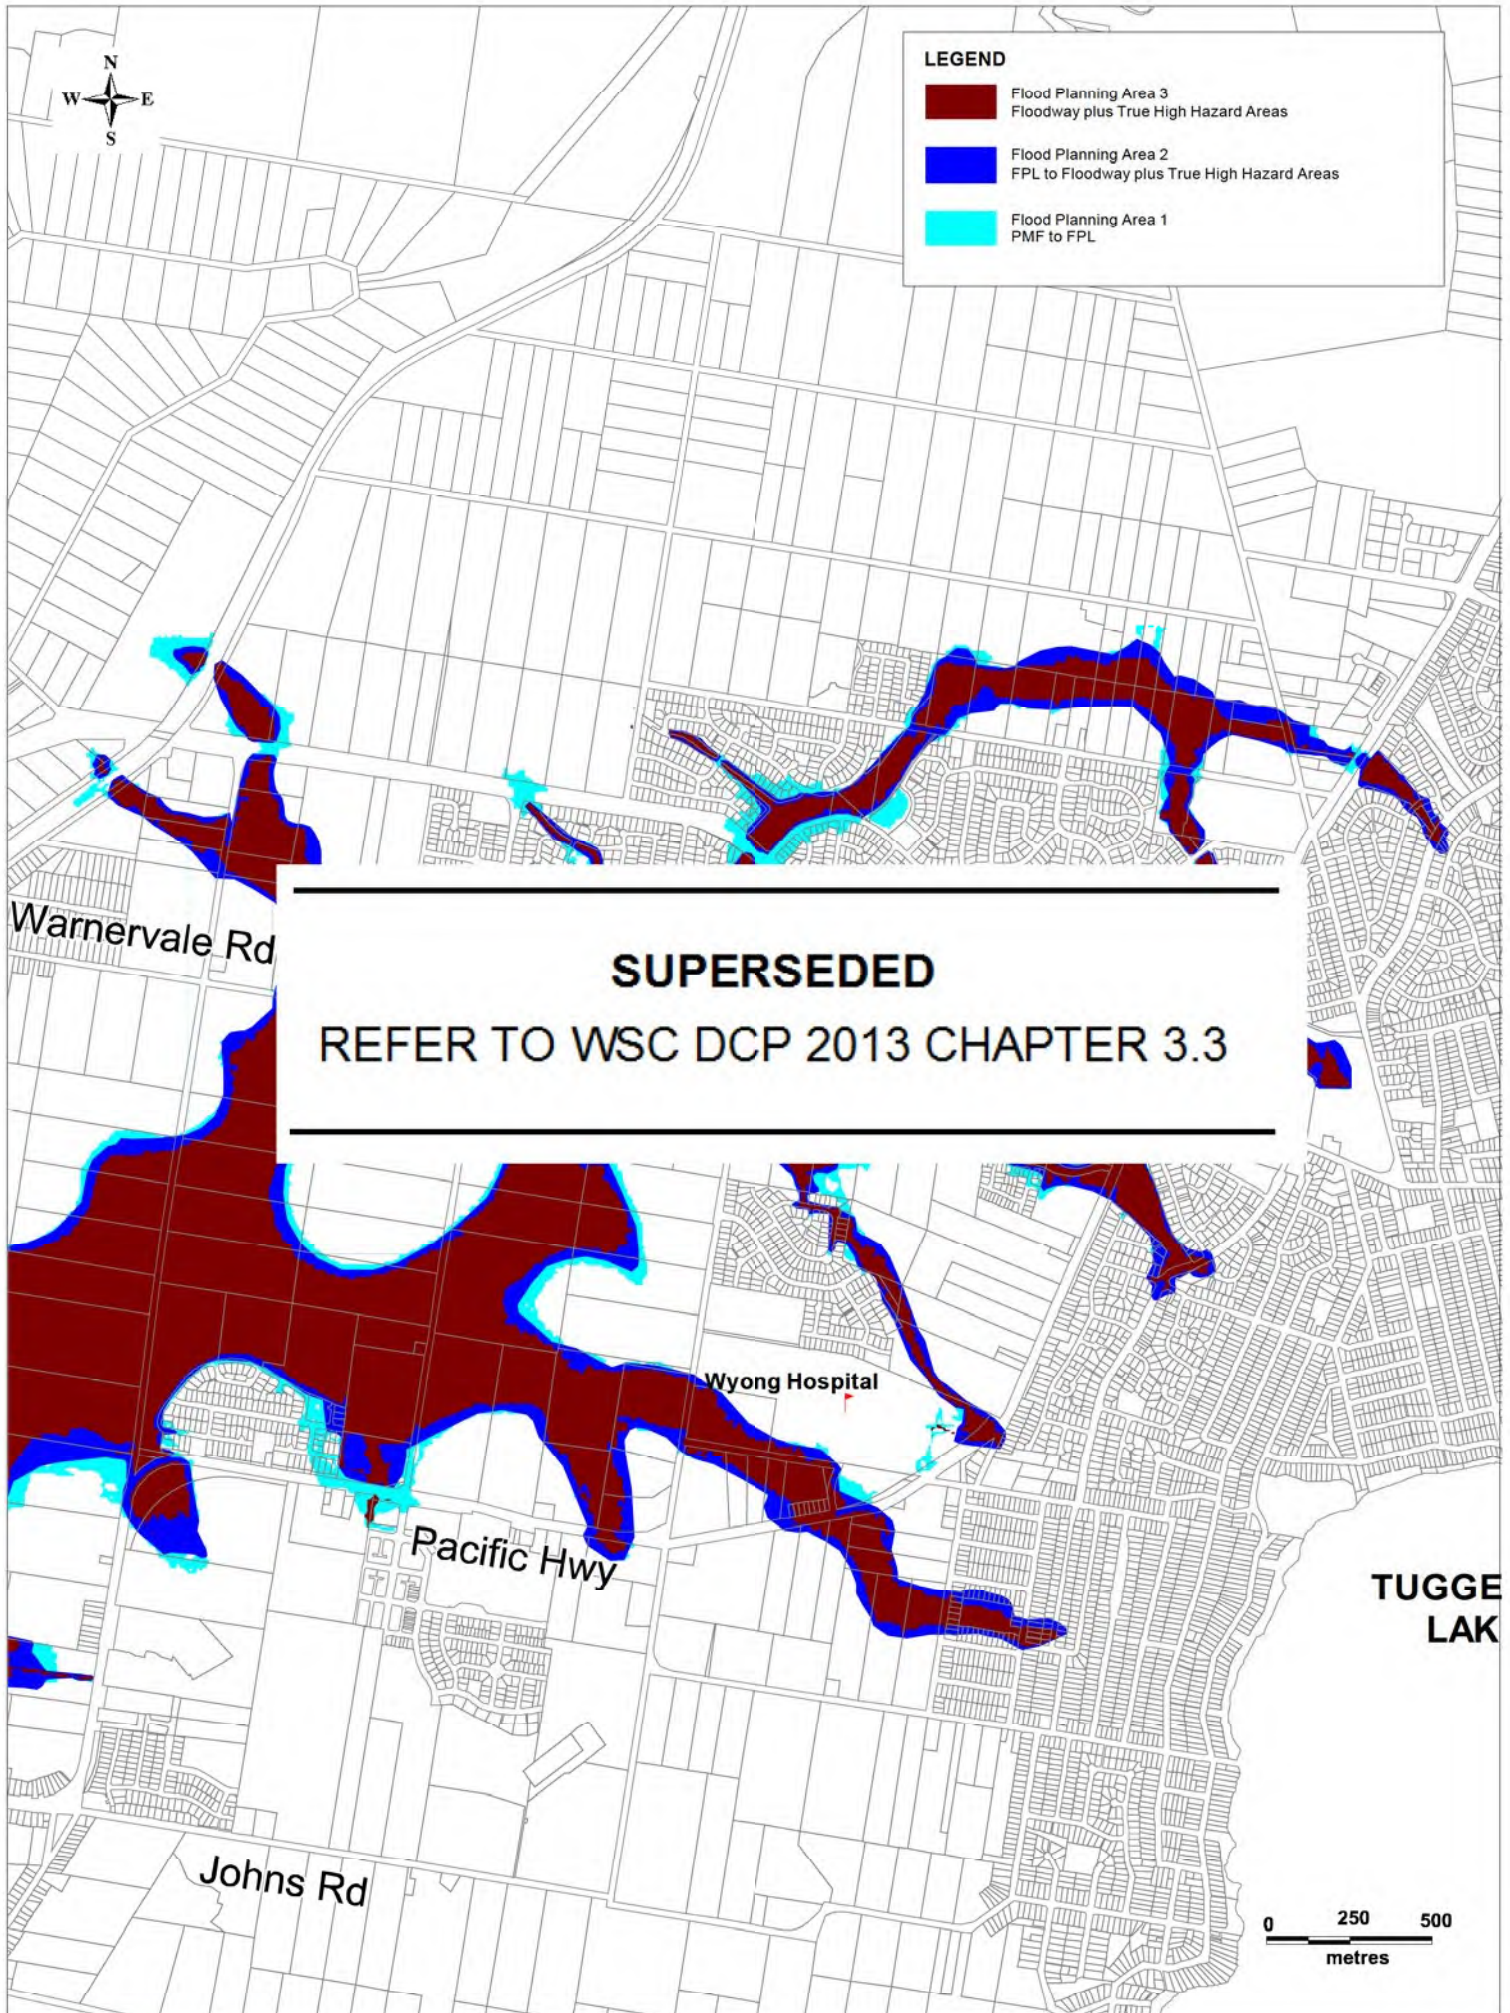 N
W E
S
LEGEND
Flood Planning Area 3
Floodway plus True High Hazard Areas
Flood Planning Area 2
FPL to Floodway plus True High Hazard Areas
Flood Planning Area 1
PMF to FPL
Warnervale Rd
SUPERSEDED
REFER TO WSC DCP 2013 CHAPTER 3.3
Wyong Hospital
Pacific Hwy
TUGGE
LAK
Johns Rd
0 250 500
metres